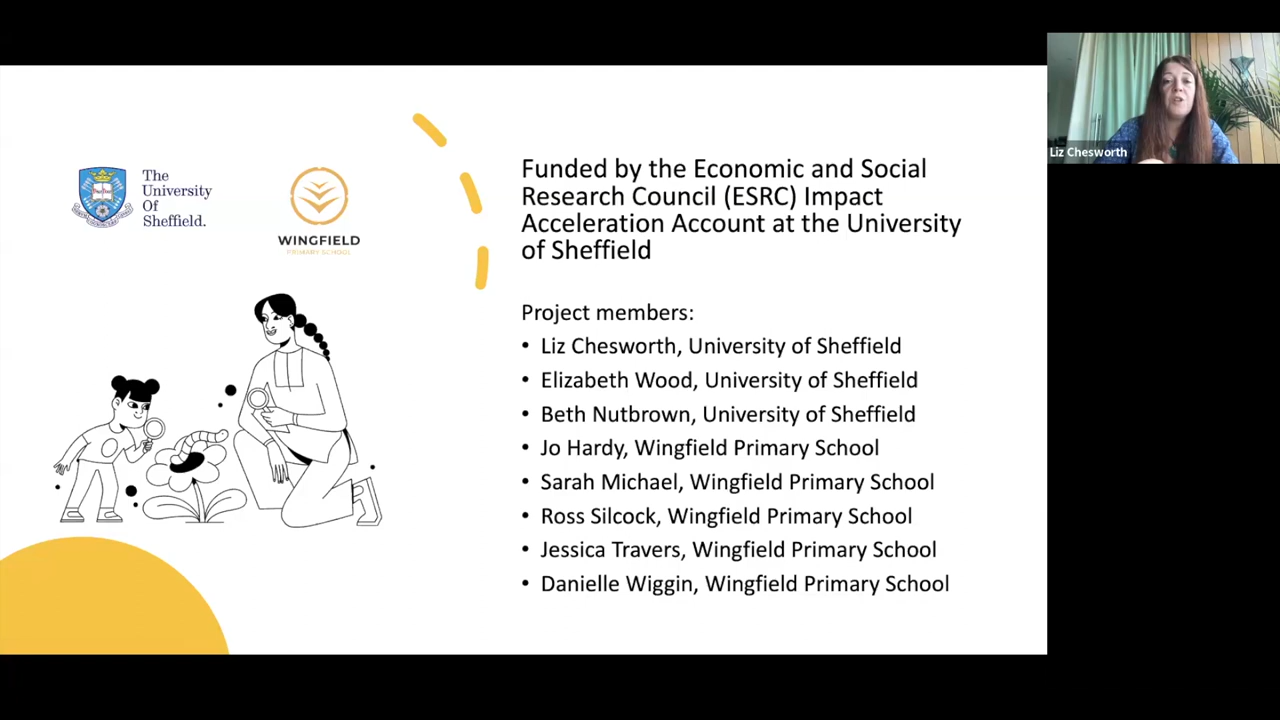 The
University
Of
Sheffield.
WINGFIELD
PRIMARY SCHOOL
Funded by the Economic and Social
Research Council (ESRC) Impact
Acceleration Account at the University
of Sheffield
Project members:
• Liz Chesworth, University of Sheffield
• Elizabeth Wood, University of Sheffield
• Beth Nutbrown, University of Sheffield
• Jo Hardy, Wingfield Primary School
• Sarah Michael, Wingfield Primary School
• Ross Silcock, Wingfield Primary School
• Jessica Travers, Wingfield Primary School
• Danielle Wiggin, Wingfield Primary School
Liz Chesworth